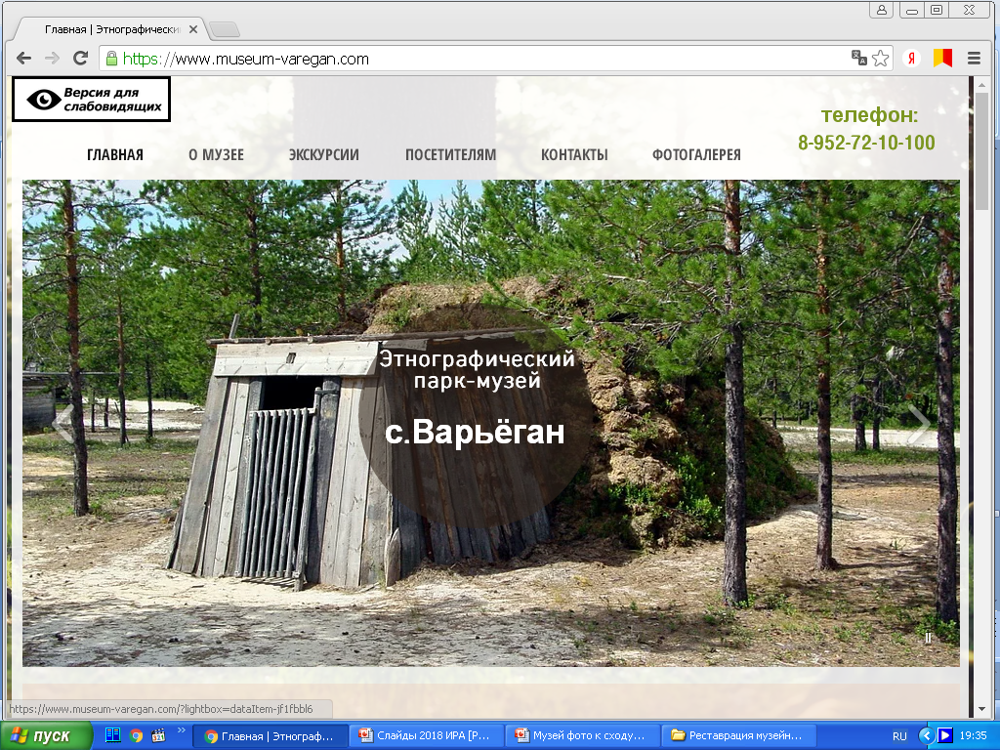 Главная | Этнографически
https://www.museum-varegan.com
Я
Версия для
слабовидящих
телефон:
8-952-72-10-100
ГЛАВНАЯ
О МУЗЕЕ
ЭКСКУРСИИ
ПОСЕТИТЕЛЯМ
КОНТАКТЫ
ФОТОГАЛЕРЕЯ
Этнографический
парк-музей
с.Варьёган
https://www.museum-varegan.com/?lightbox=dataItem-jf1fbbl6
пуск
Главная | Этнограф...
Слайды 2018 ИРА [Р...
Музей фото к сходу...
Реставрация музейн...
RU
19:35